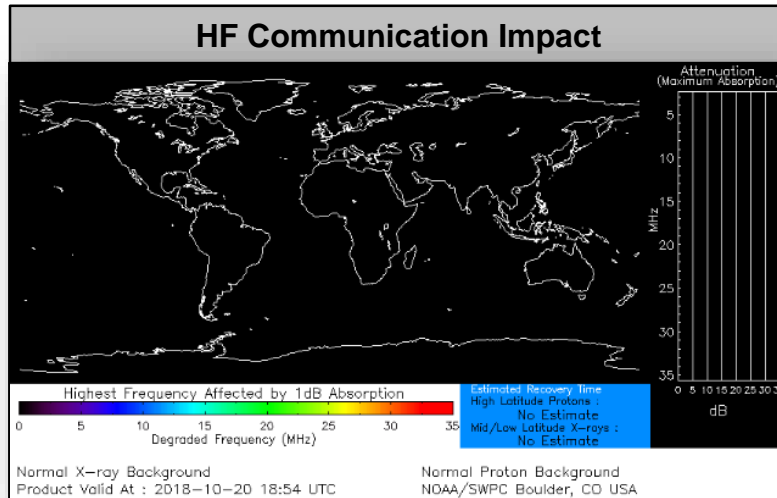 HF Communication Impact
Attenuation
(Maximum Absorption)
5
10
15
20
25
30
35
MHz
0 5 10 15 20 25 30 3
dB
Highest Frequency Affected by 1dB Absorption
0 5 10 15 20 25 30 35
Degraded Frequency (MHz)
Estimated Recovery Time
High Latitude Protons :
No Estimate
Mid/Low Latitude X-rays :
No Estimate
Normal X-ray Background
Product Valid At : 2018-10-20 18:54 UTC
Normal Proton Background
NOAA/SWPC Boulder, CO USA